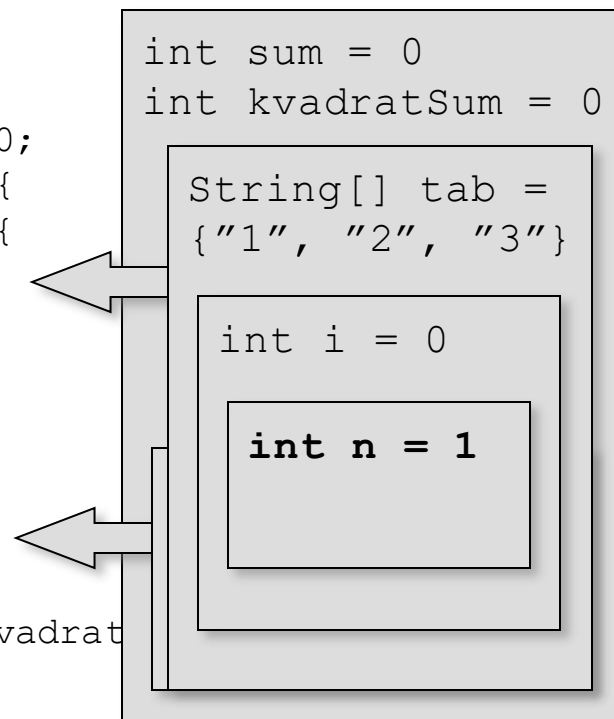 int sum = 0
int kvadratSum = 0
0;
{
{
String[] tab =
{"1", "2", "3"}
int i = 0
int n = 1
vadrat